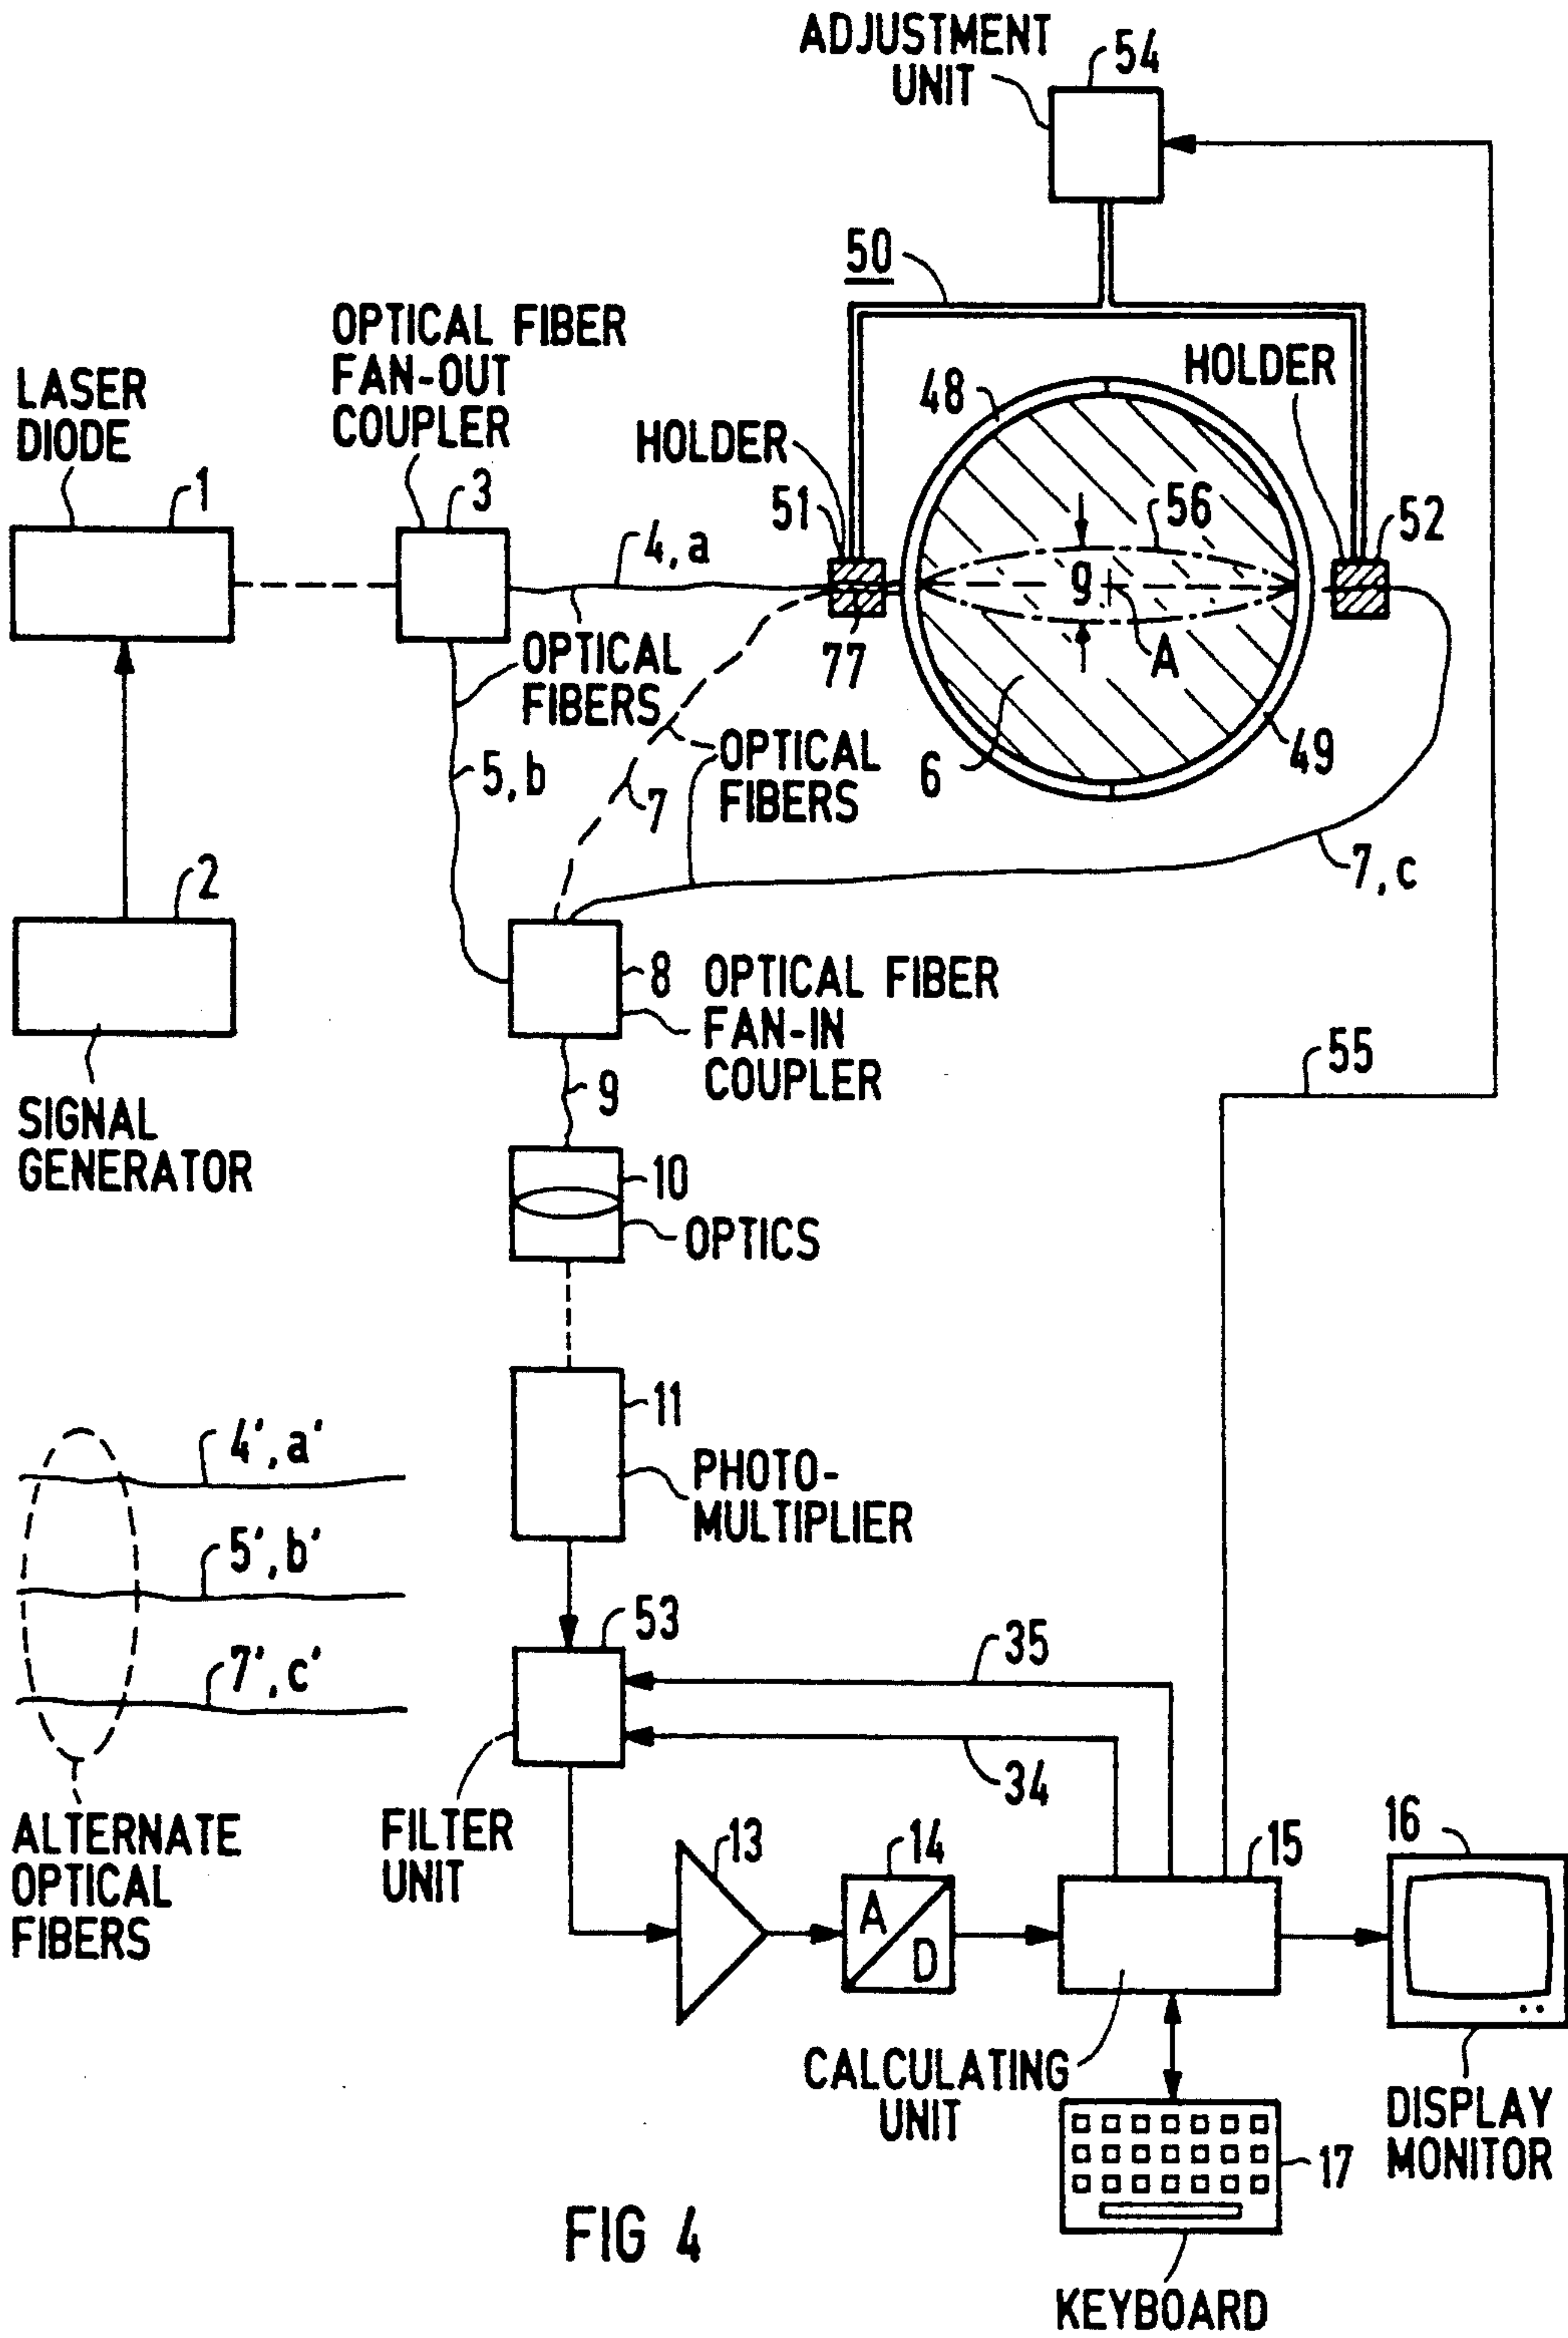 ADJUSTMENT
UNIT
54
50
OPTICAL FIBER
FAN-OUT
COUPLER
LASER
DIODE
HOLDER
48
HOLDER
1
3
51
4, a
56
52
g
A
77
OPTICAL
FIBERS
5, b
7
OPTICAL
FIBERS
6
49
7, c
2
8
OPTICAL FIBER
FAN-IN
COUPLER
SIGNAL
GENERATOR
9
55
10
OPTICS
11
PHOTO-
MULTIPLIER
4', a'
5', b'
7', c'
ALTERNATE
OPTICAL
FIBERS
53
35
34
FILTER
UNIT
13
14
A
D
15
16
CALCULATING
UNIT
DISPLAY
MONITOR
17
KEYBOARD
FIG 4